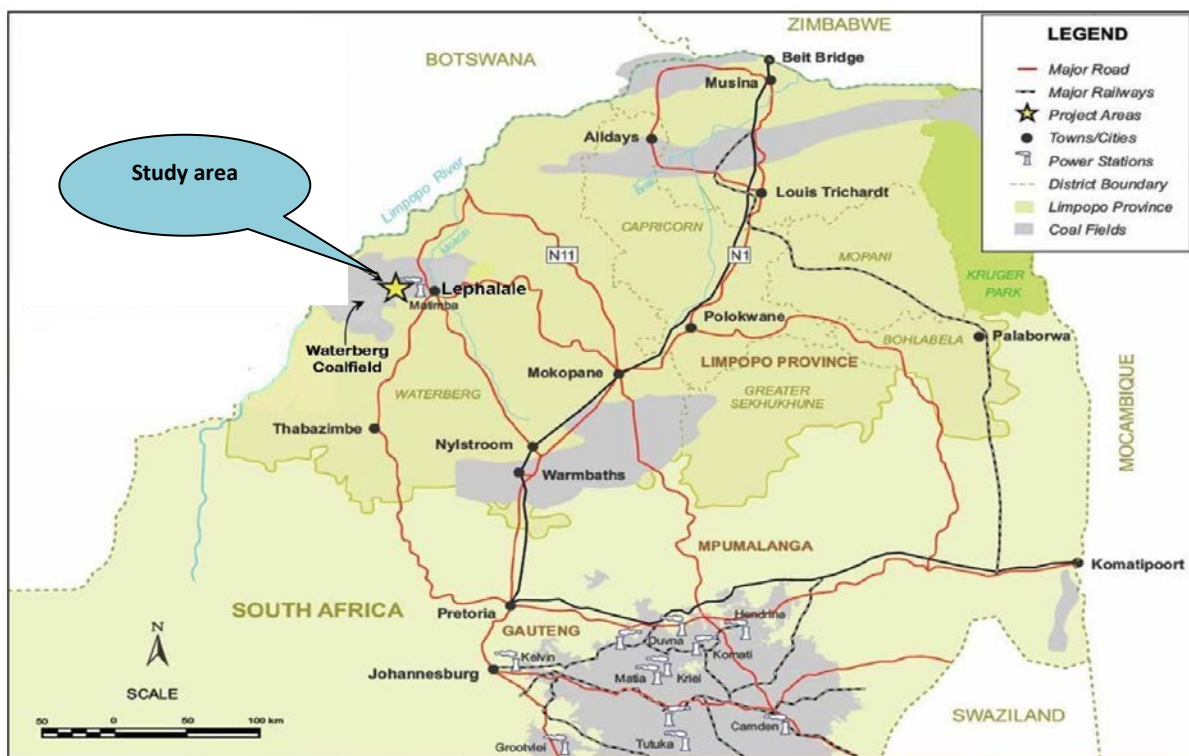 ZIMBABWE
BOTSWANA
Beit Bridge
Musina
Alldays
Study area
Limpopo River
Louis Trichardt
CAPRICORN
Mokolo
N11
N1
MOPANI
KRUGER
PARK
Lephalale
Matimba
Polokwane
Palaborwa
BOHLABELA
Waterberg
Coalfield
LIMPOPO PROVINCE
Mokopane
WATERBERG
GREATER
SEKHUKHUNE
MOCAMBIQUE
Thabazimbe
Nylstroom
Warmbaths
MPUMALANGA
Komatipoort
SOUTH AFRICA
Pretoria
Hendrina
GAUTENG
Duvna
Komati
Kelvin
Johannesburg
Matia
Kriel
Camden
SWAZILAND
Grootvlei
Tutuka
N
SCALE
50 0 50 100 km
LEGEND
Major Road
Major Railways
Project Areas
Towns/Cities
Power Stations
District Boundary
Limpopo Province
Coal Fields